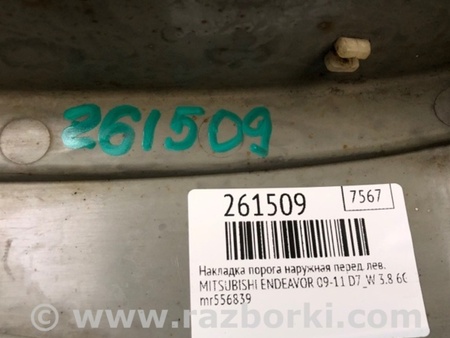 261509
261509
7567
Накладка порога наружная перед. лев.
MITSUBISHI ENDEAVOR 09-11 D7_W 3.8 6G
mr556839
© www.razborki.com